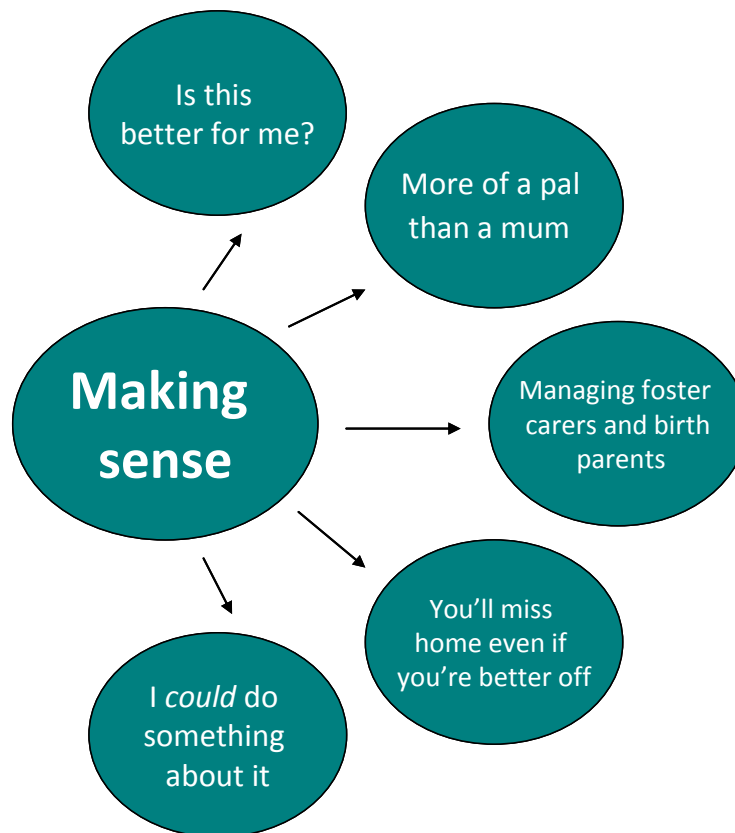 Is this
better for me?
More of a pal
than a mum
Making
sense
Managing foster
carers and birth
parents
You’ll miss
home even if
you’re better off
I could do
something
about it